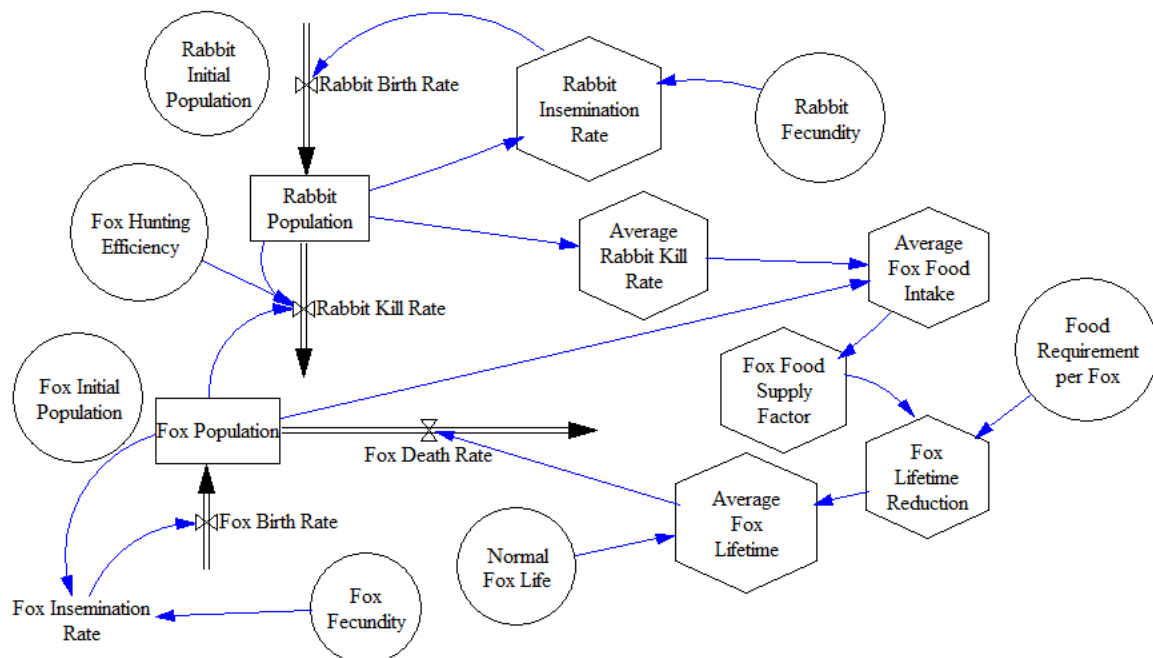 Rabbit
Initial
Population
Rabbit Birth Rate
Rabbit
Insemination
Rate
Rabbit
Fecundity
Rabbit
Population
Fox Hunting
Efficiency
Average
Rabbit Kill
Rate
Average
Fox Food
Intake
Rabbit Kill Rate
Food
Requirement
per Fox
Fox Initial
Population
Fox Food
Supply
Factor
Fox Population
Fox Death Rate
Fox
Lifetime
Reduction
Average
Fox
Lifetime
Fox Birth Rate
Normal
Fox Life
Fox Insemination
Rate
Fox
Fecundity